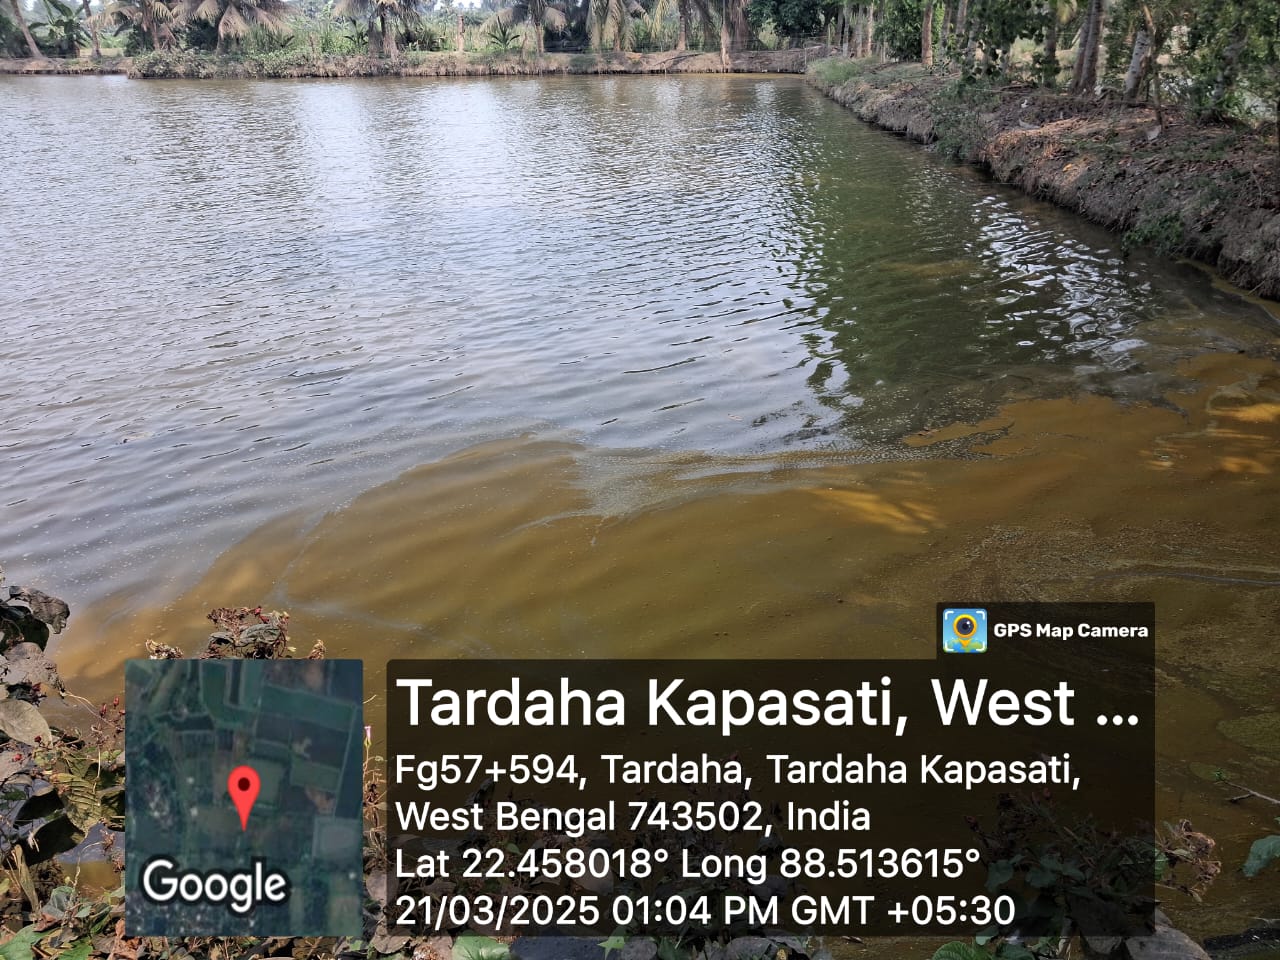 GPS Map Camera
Tardaha Kapasati, West ...
Fg57+594, Tardaha, Tardaha Kapasati,
West Bengal 743502, India
Lat 22.458018° Long 88.513615°
21/03/2025 01:04 PM GMT +05:30
Google